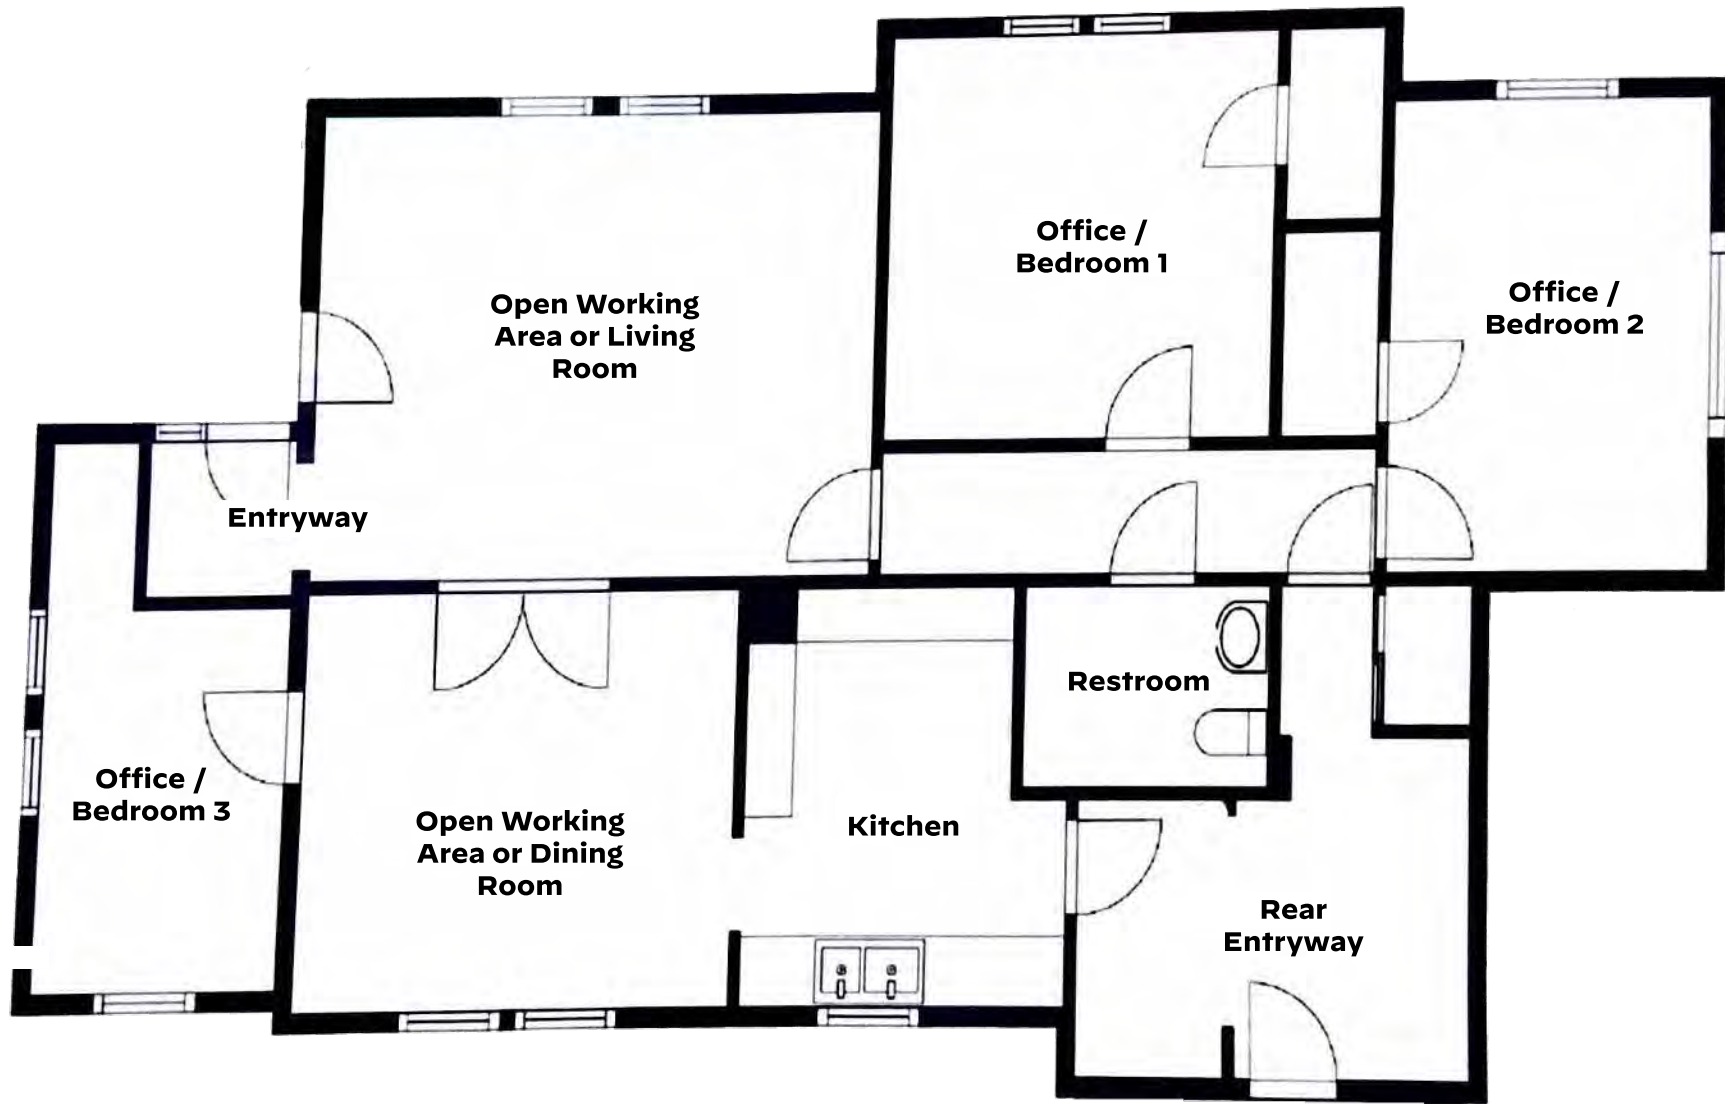 Office /
Bedroom 1
Office /
Bedroom 2
Open Working
Area or Living
Room
Entryway
Restroom
Office /
Bedroom 3
Open Working
Area or Dining
Room
Kitchen
Rear
Entryway